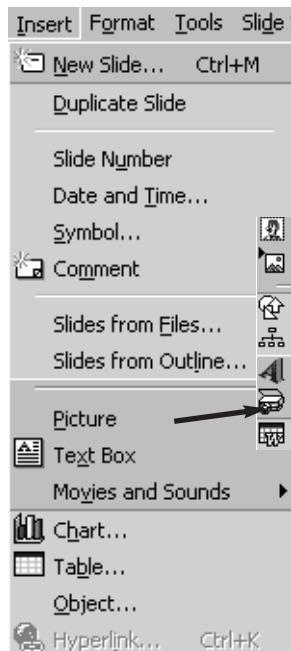 Insert Format Tools Slide
New Slide... Ctrl+M
Duplicate Slide
Slide Number
Date and Time...
Symbol...
Comment
Slides from Files...
Slides from Outline...
Picture
Text Box
Movies and Sounds
Chart...
Table...
Object...
Hyperlink... Ctrl+K